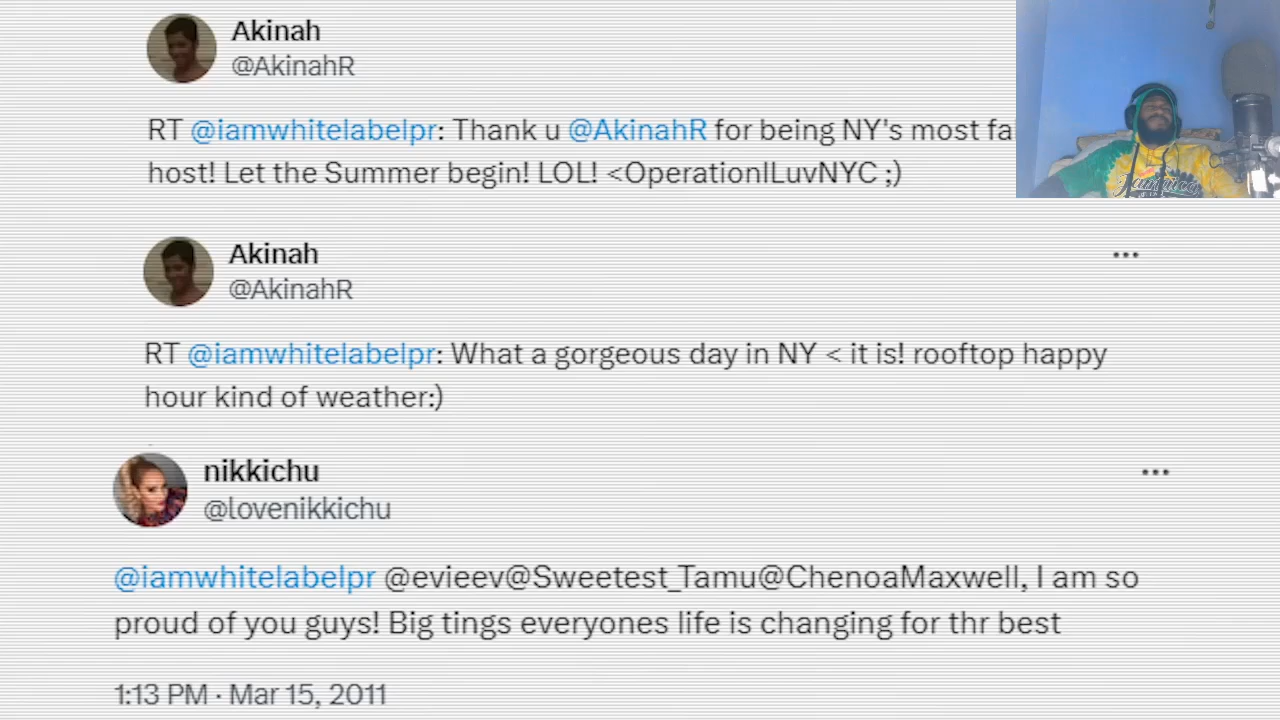 Akinah
@AkinahR
RT @iamwhitelabelpr: Thank u @AkinahR for being NY's most fa
host! Let the Summer begin! LOL! <OperationILuvNYC ;)
Akinah
@AkinahR
RT @iamwhitelabelpr: What a gorgeous day in NY < it is! rooftop happy
hour kind of weather:)
nikkichu
@lovenikkichu
@iamwhitelabelpr @evieev@Sweetest_Tamu@ChenoaMaxwell, I am so
proud of you guys! Big tings everyones life is changing for thr best
1:13 PM · Mar 15, 2011